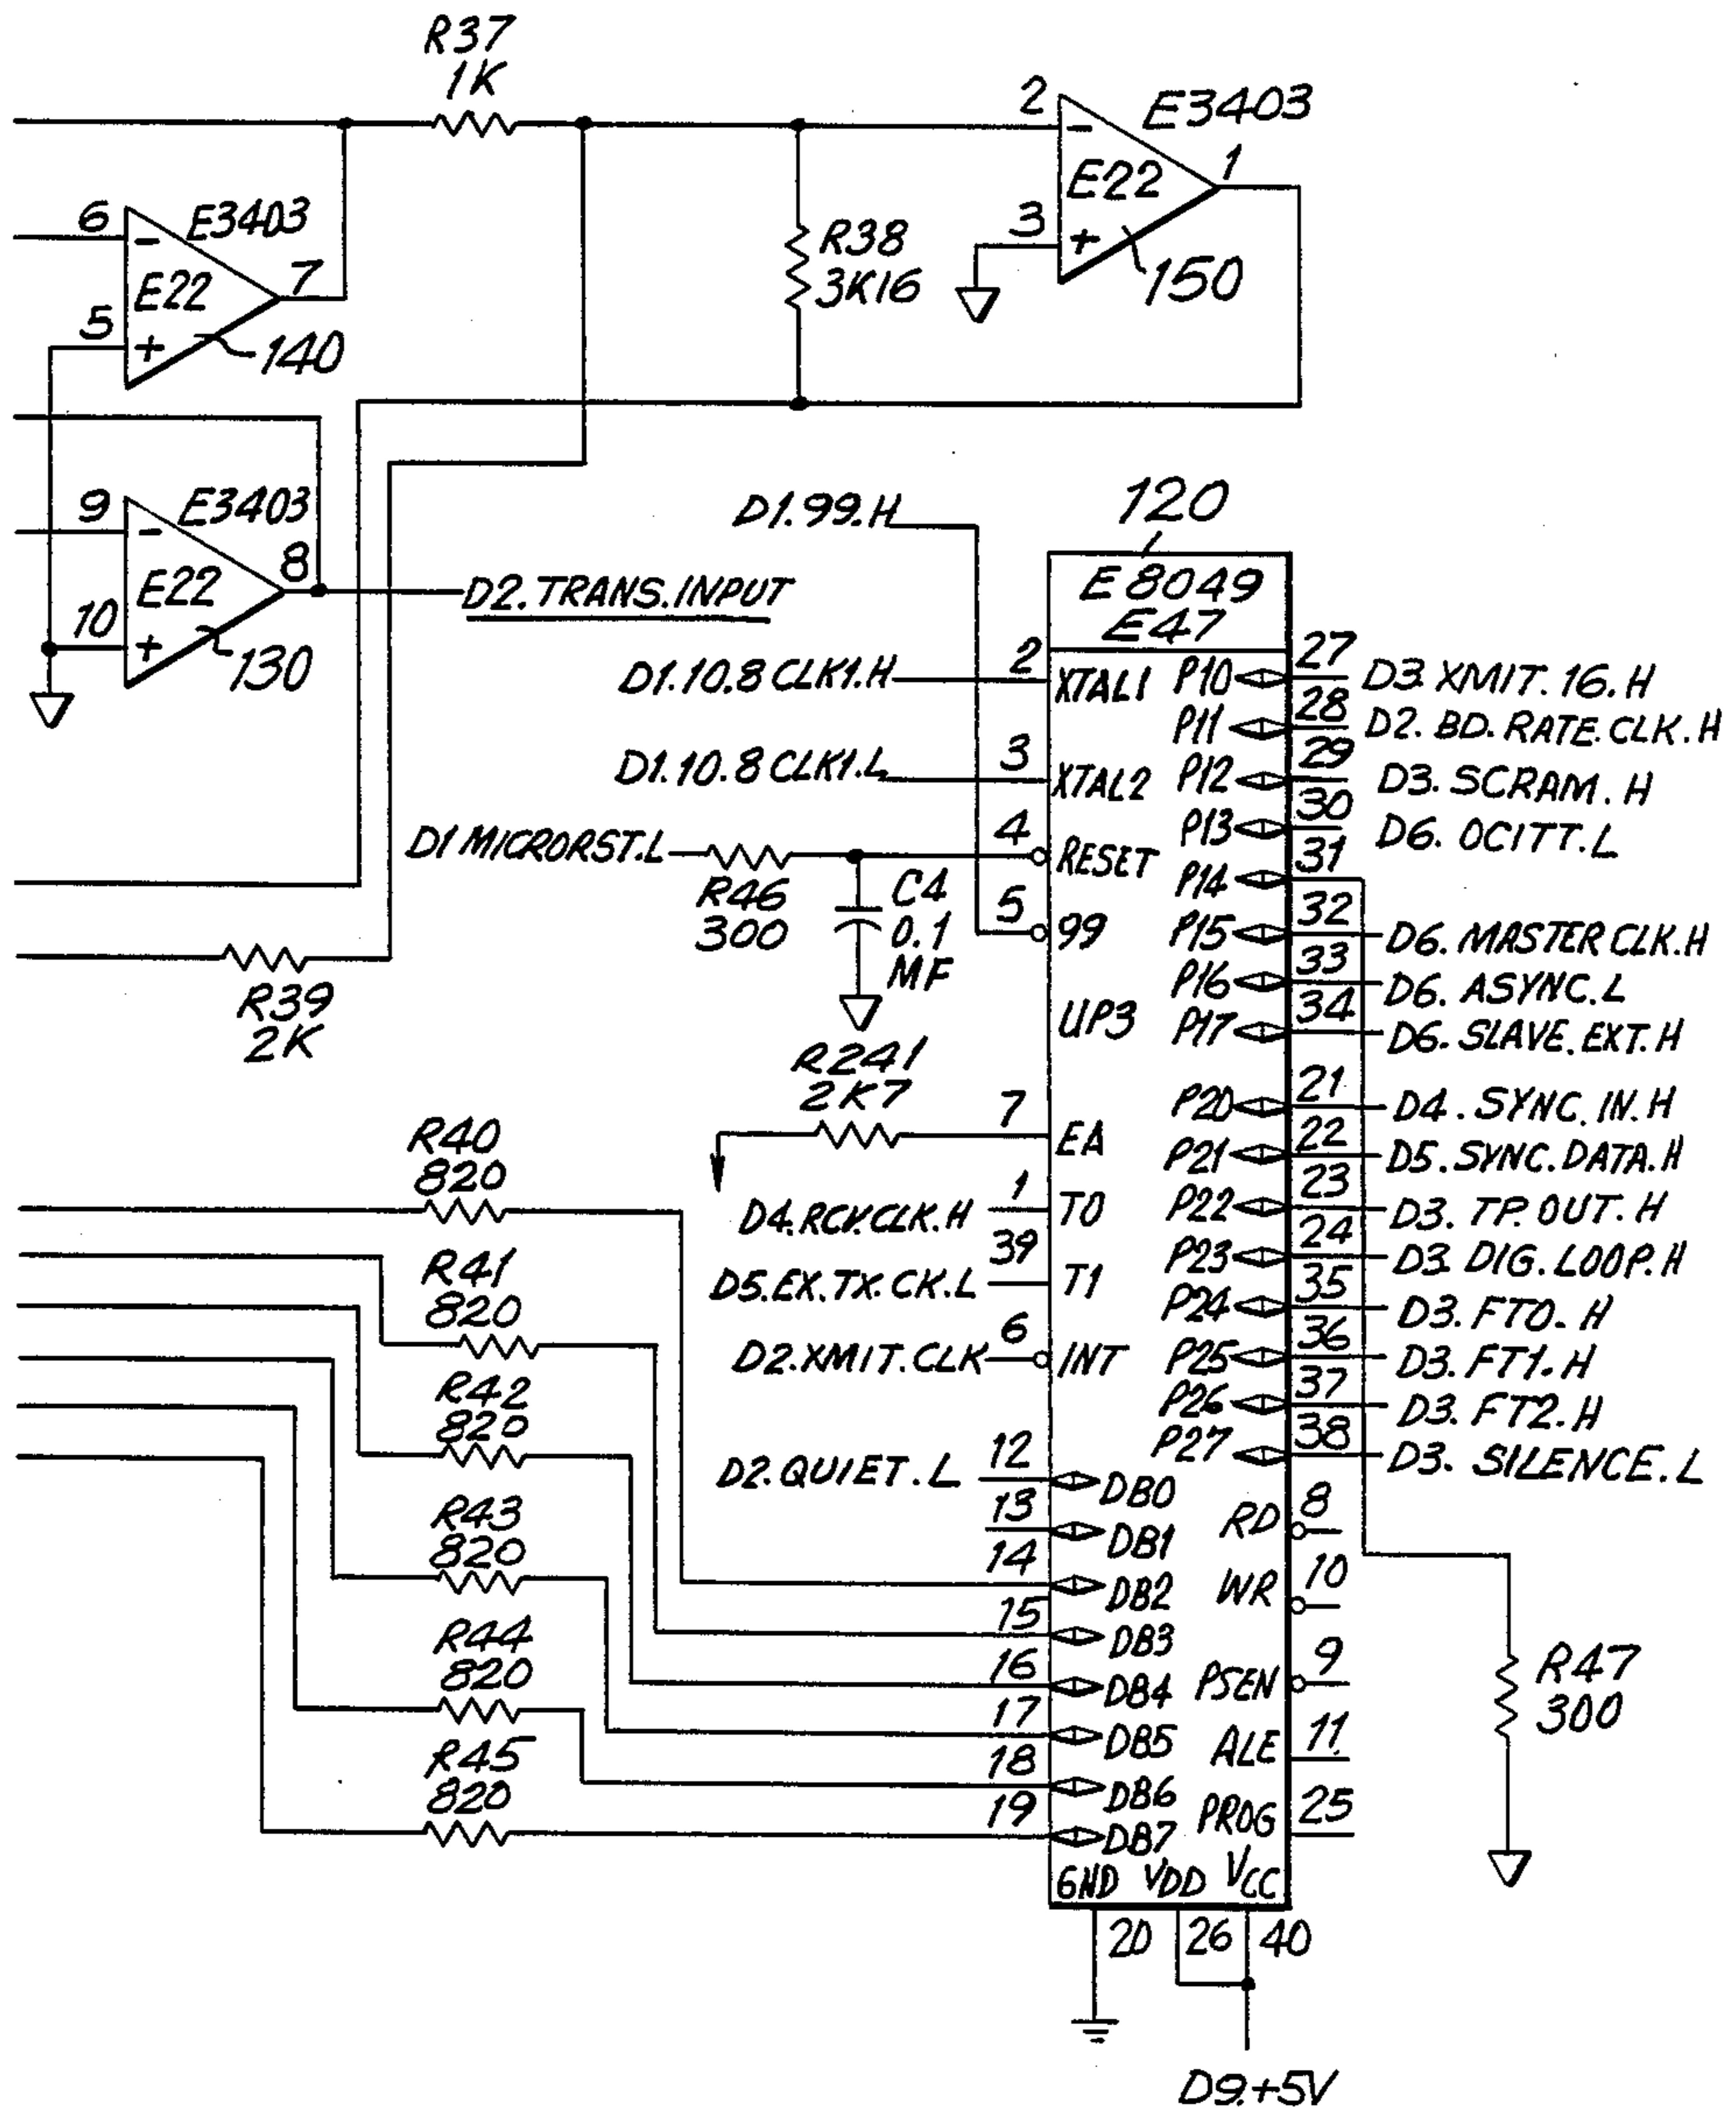 R37
1K
2
-
E3403
E22
1
3
+
150
R38
3K16
6
-
E3403
E22
7
5
+
140
9
-
E3403
E22
8
10
+
130
D2.TRANS.INPUT
D1.99.H
120
E8049
E47
D1.10.8 CLK1.H
2
XTAL1
D1.10.8 CLK1.L
3
XTAL2
D1 MICRORST.L
R46
300
C4
0.1
MF
4
RESET
5
99
UP3
R39
2K
R241
2K7
7
EA
D4.RCV.CLK.H
1
T0
D5.EX.TX.CK.L
39
T1
D2.XMIT.CLK
6
INT
D2.QUIET.L
12
DB0
13
DB1
14
DB2
15
DB3
16
DB4
17
DB5
18
DB6
19
DB7
R40
820
R41
820
R42
820
R43
820
R44
820
R45
820
P10 27 D3.XMIT.16.H
P11 28 D2.BD.RATE.CLK.H
P12 29 D3.SCRAM.H
P13 30 D6.OCITT.L
P14 31
P15 32 D6.MASTER CLK.H
P16 33 D6.ASYNC.L
P17 34 D6.SLAVE.EXT.H
P20 21 D4.SYNC.IN.H
P21 22 D5.SYNC.DATA.H
P22 23 D3.TP.OUT.H
P23 24 D3.DIG.LOOP.H
P24 35 D3.FT0.H
P25 36 D3.FT1.H
P26 37 D3.FT2.H
P27 38 D3.SILENCE.L
RD 8
WR 10
PSEN 9
ALE 11
PROG 25
R47
300
GND VDD VCC
20 26 40
D9.+5V